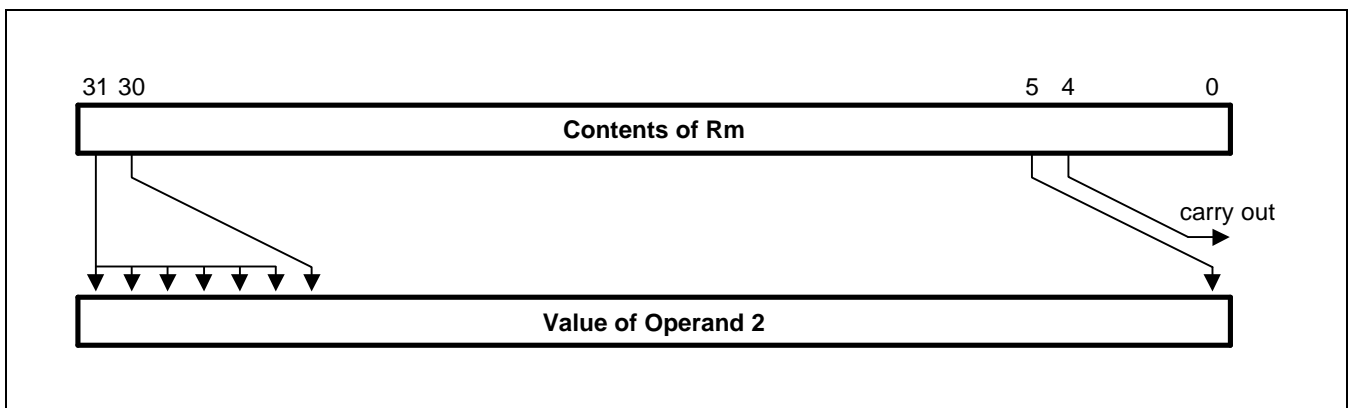 31 30 5 4 0
Contents of Rm
carry out
Value of Operand 2